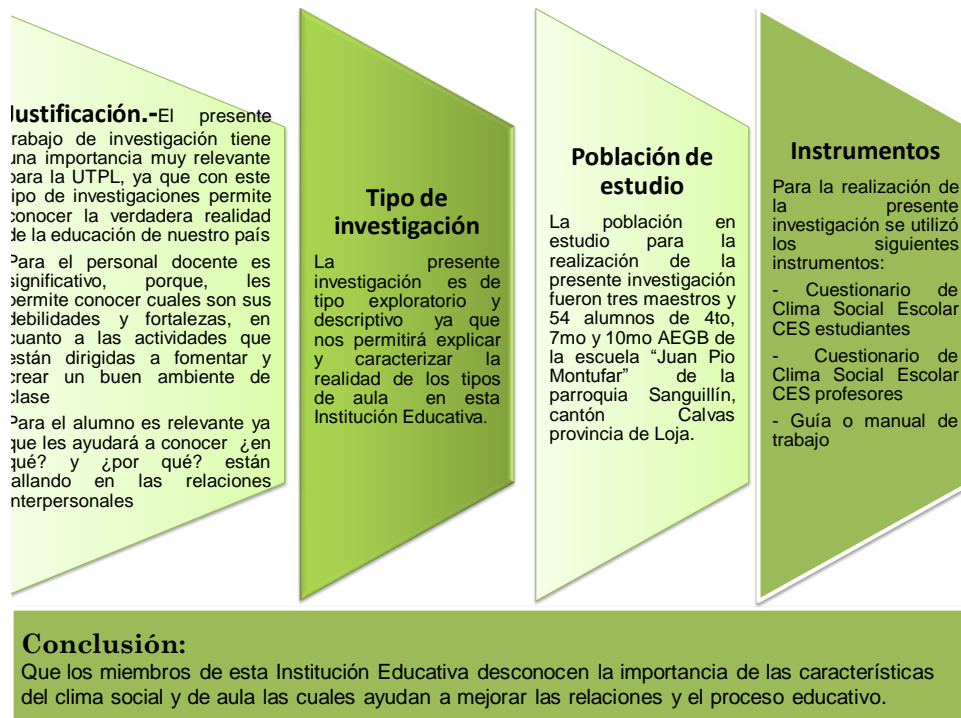 Justificación.-El presente
rabajo de investigación tiene
una importancia muy relevante
para la UTPL, ya que con este
tipo de investigaciones permite
conocer la verdadera realidad
de la educación de nuestro país
Para el personal docente es
significativo, porque, les
permite conocer cuales son sus
debilidades y fortalezas, en
cuanto a las actividades que
están dirigidas a fomentar y
crear un buen ambiente de
clase
Para el alumno es relevante ya
que les ayudará a conocer ¿en
qué? y ¿por qué? están
allando en las relaciones
nterpersonales
Tipo de
investigación
La presente
investigación es de
tipo exploratorio y
descriptivo ya que
nos permitirá explicar
y caracterizar la
realidad de los tipos
de aula en esta
Institución Educativa.
Población de
estudio
La población en
estudio para la
realización de la
presente investigación
fueron tres maestros y
54 alumnos de 4to,
7mo y 10mo AEGB de
la escuela “Juan Pio
Montufar” de la
parroquia Sanguillín,
cantón Calvas
provincia de Loja.
Instrumentos
Para la realización de
la presente
investigación se utilizó
los siguientes
instrumentos:
- Cuestionario de
Clima Social Escolar
CES estudiantes
- Cuestionario de
Clima Social Escolar
CES profesores
- Guía o manual de
trabajo
Conclusión:
Que los miembros de esta Institución Educativa desconocen la importancia de las características
del clima social y de aula las cuales ayudan a mejorar las relaciones y el proceso educativo.